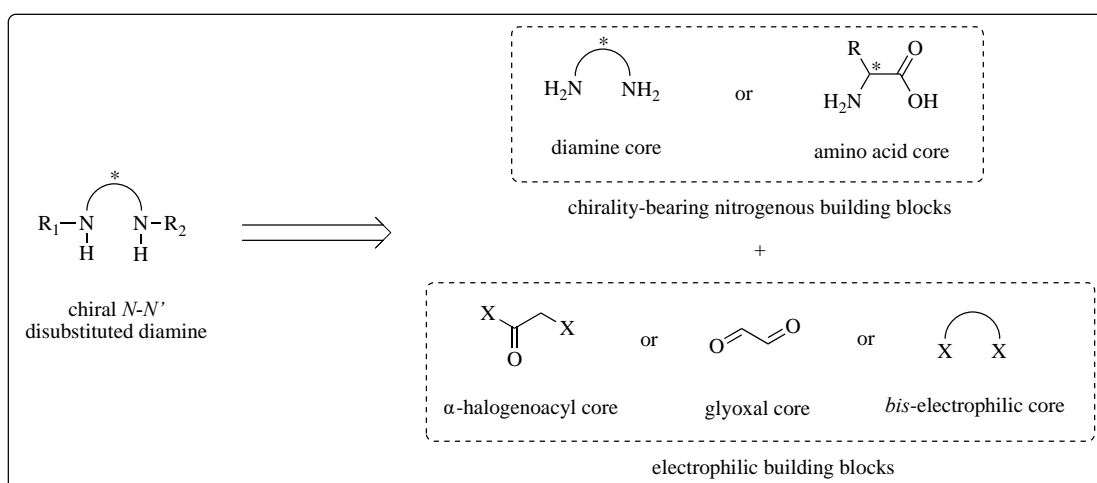 *
R1 N N R2
H H
chiral N-N’
disubstituted diamine
*
H2N NH2
diamine core
or
R O
*
H2N OH
amino acid core
chirality-bearing nitrogenous building blocks
+
X X
O
α-halogenoacyl core
or
O O
glyoxal core
or
X X
bis-electrophilic core
electrophilic building blocks